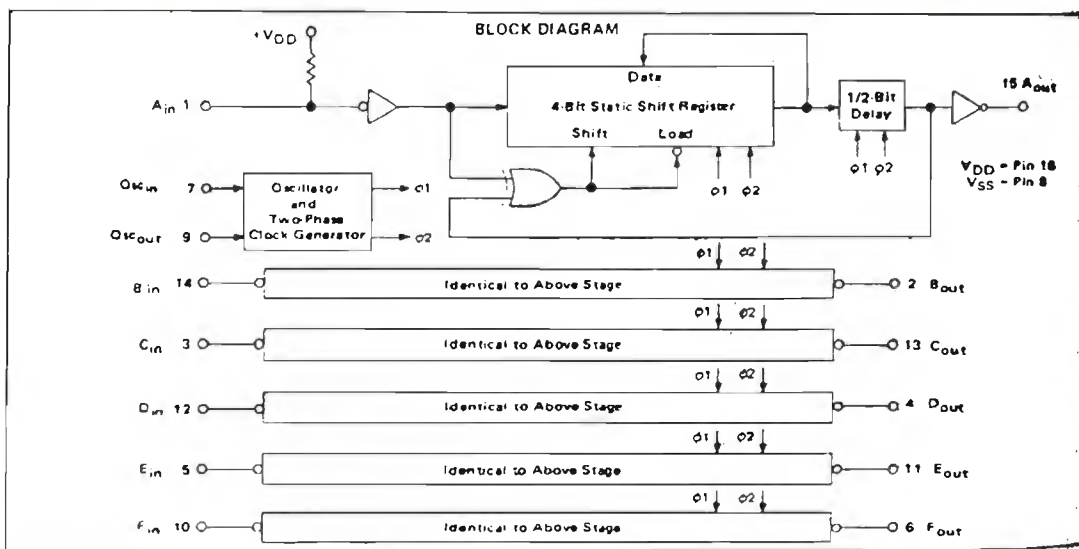 BLOCK DIAGRAM
+VDD
Ain 1
Data
4-Bit Static Shift Register
Shift Load
1/2-Bit
Delay
15 Aout
φ1 φ2
φ1 φ2
VDD = Pin 16
VSS = Pin 8
Oscin 7
Oscout 9
Oscillator
and
Two-Phase
Clock Generator
φ1
φ2
φ1 φ2
Bin 14
Identical to Above Stage
2 Bout
φ1 φ2
Cin 3
Identical to Above Stage
13 Cout
φ1 φ2
Din 12
Identical to Above Stage
4 Dout
φ1 φ2
Ein 5
Identical to Above Stage
11 Eout
φ1 φ2
Fin 10
Identical to Above Stage
6 Fout